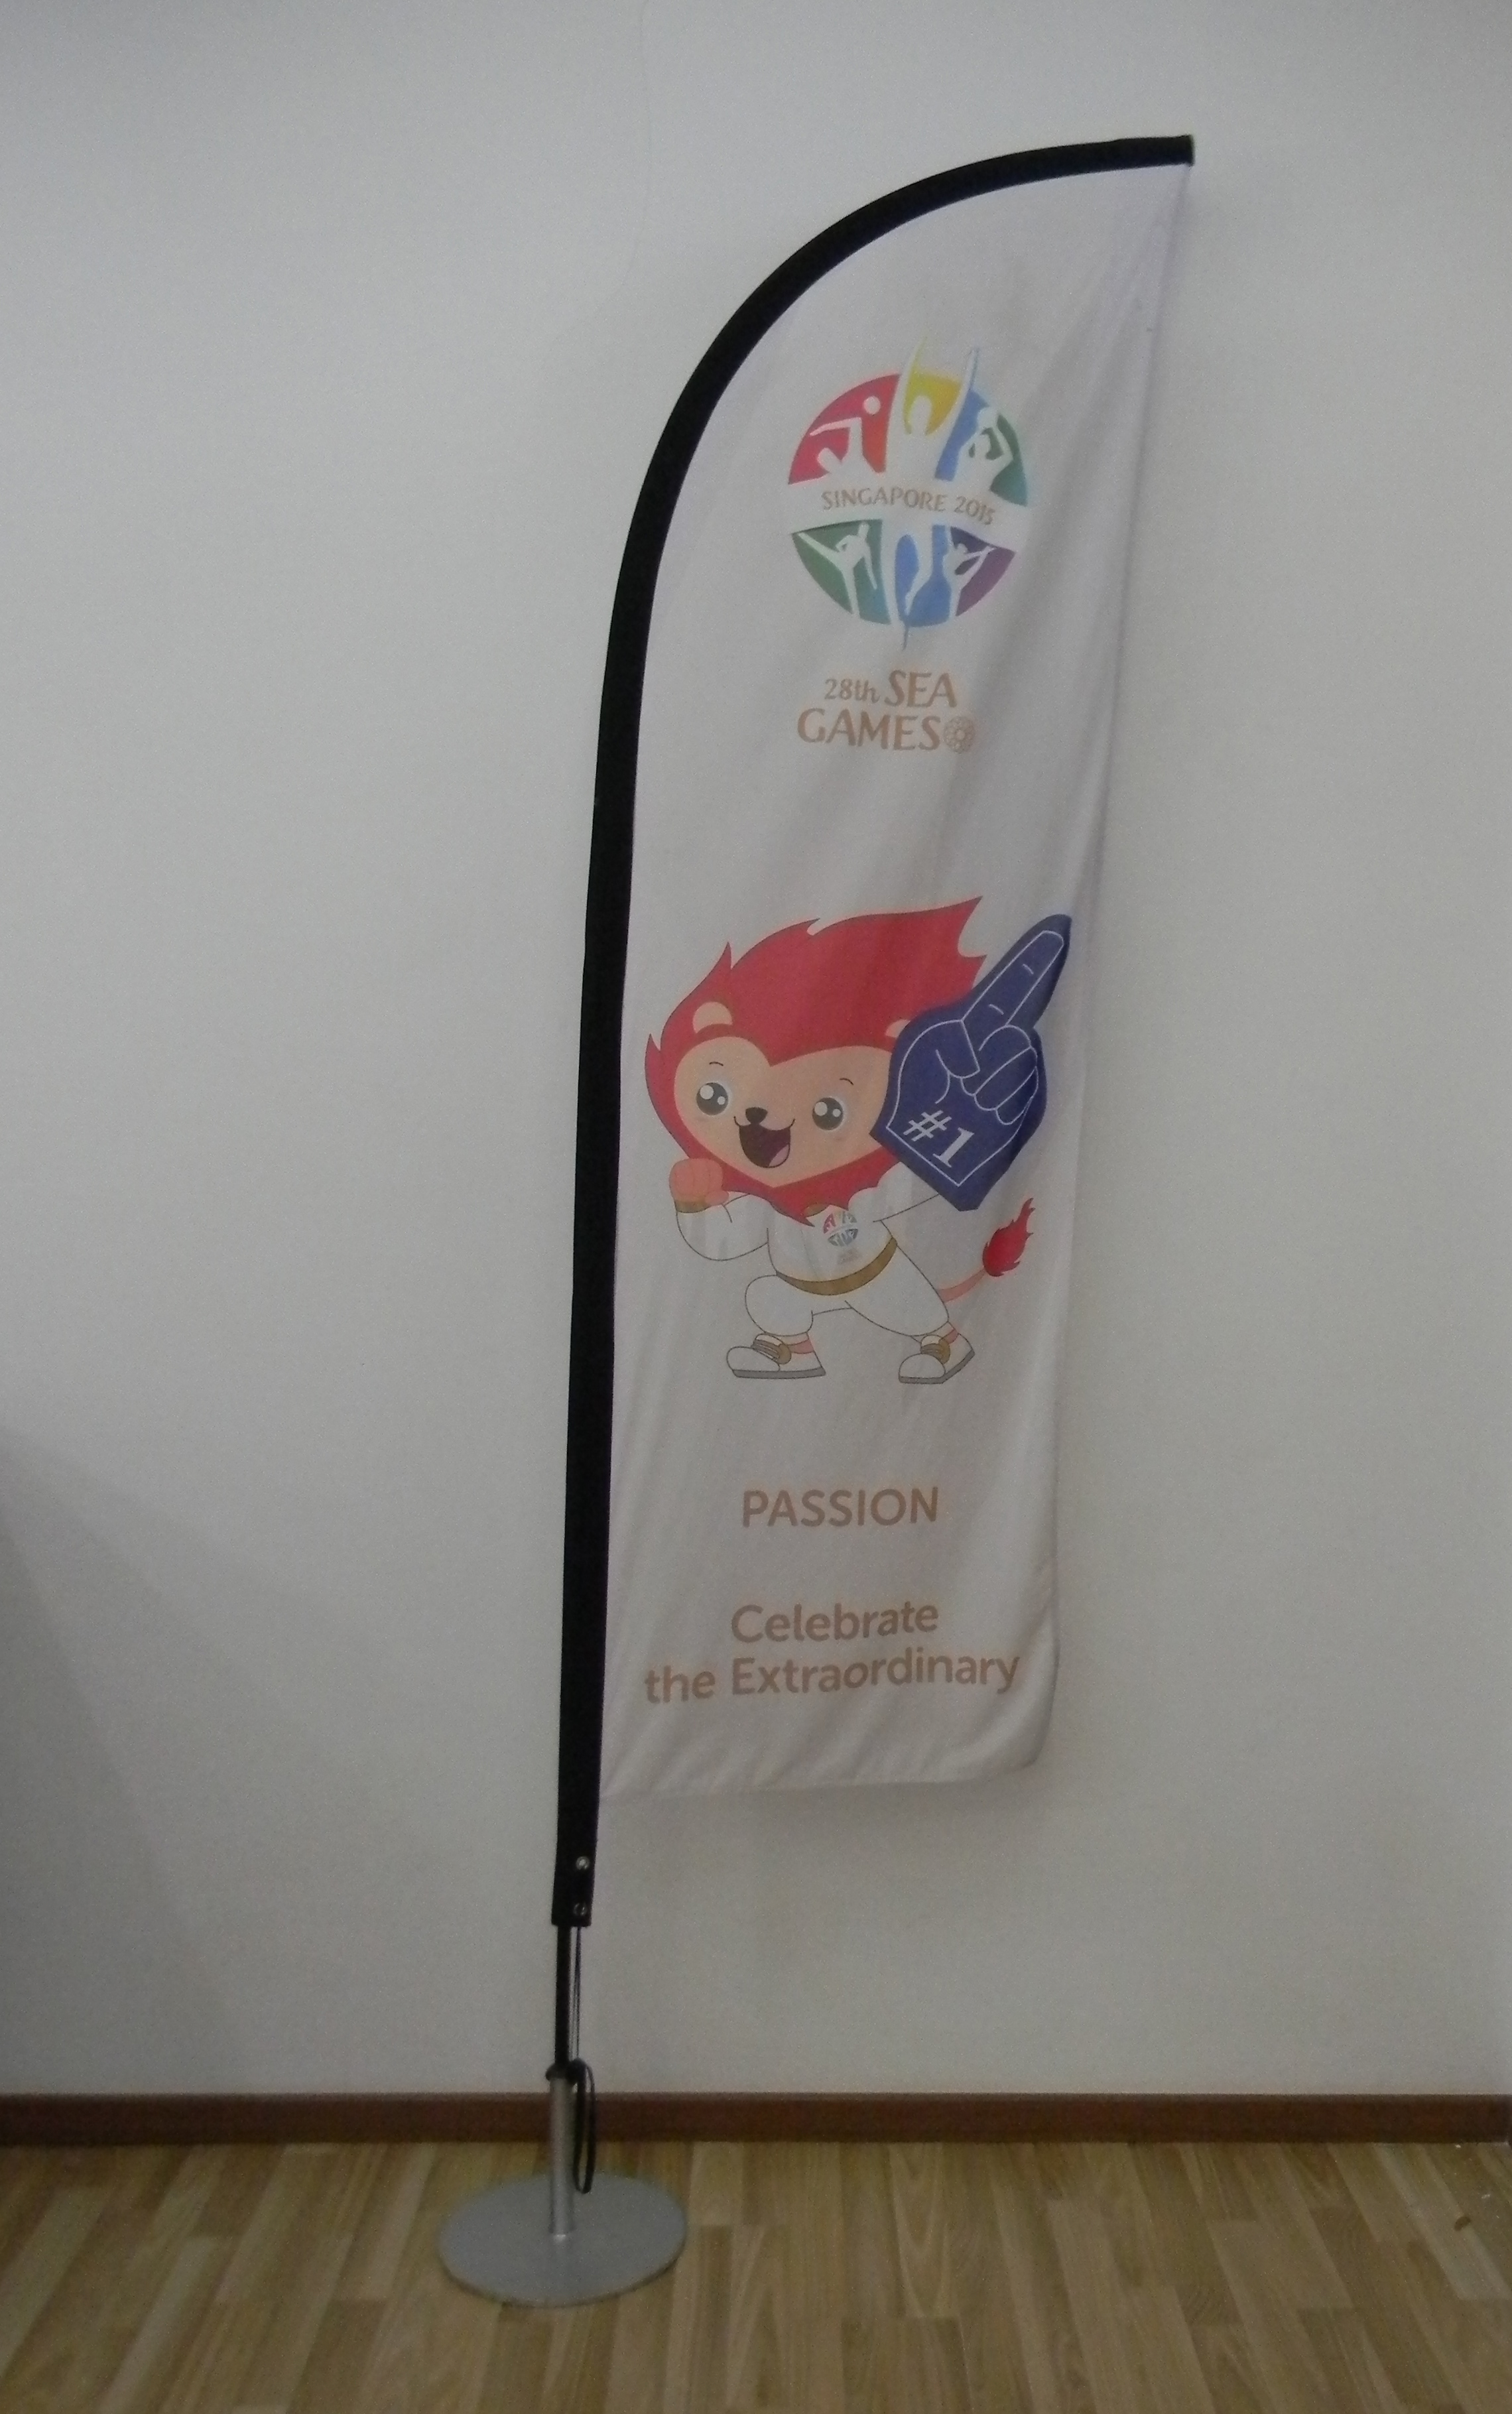 SINGAPORE 2015
28th SEA
GAMES
#1
PASSION
Celebrate
the Extraordinary